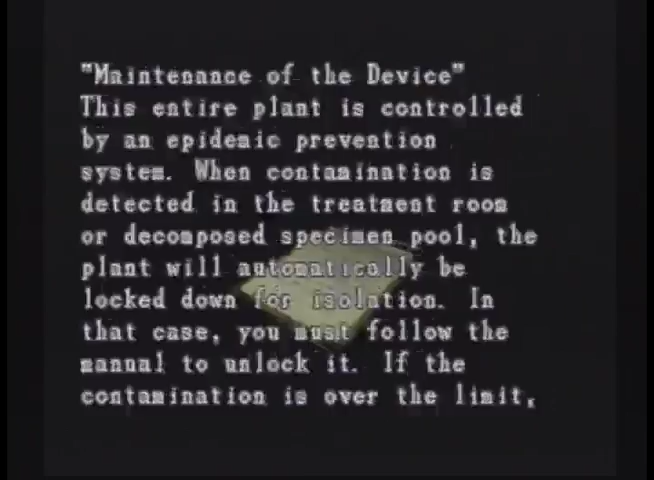 "Maintenance of the Device"
This entire plant is controlled
by an epidemic prevention
system. When contamination is
detected in the treatment room
or decomposed specimen pool, the
plant will automatically be
locked down for isolation. In
that case, you must follow the
manual to unlock it. If the
contamination is over the limit,